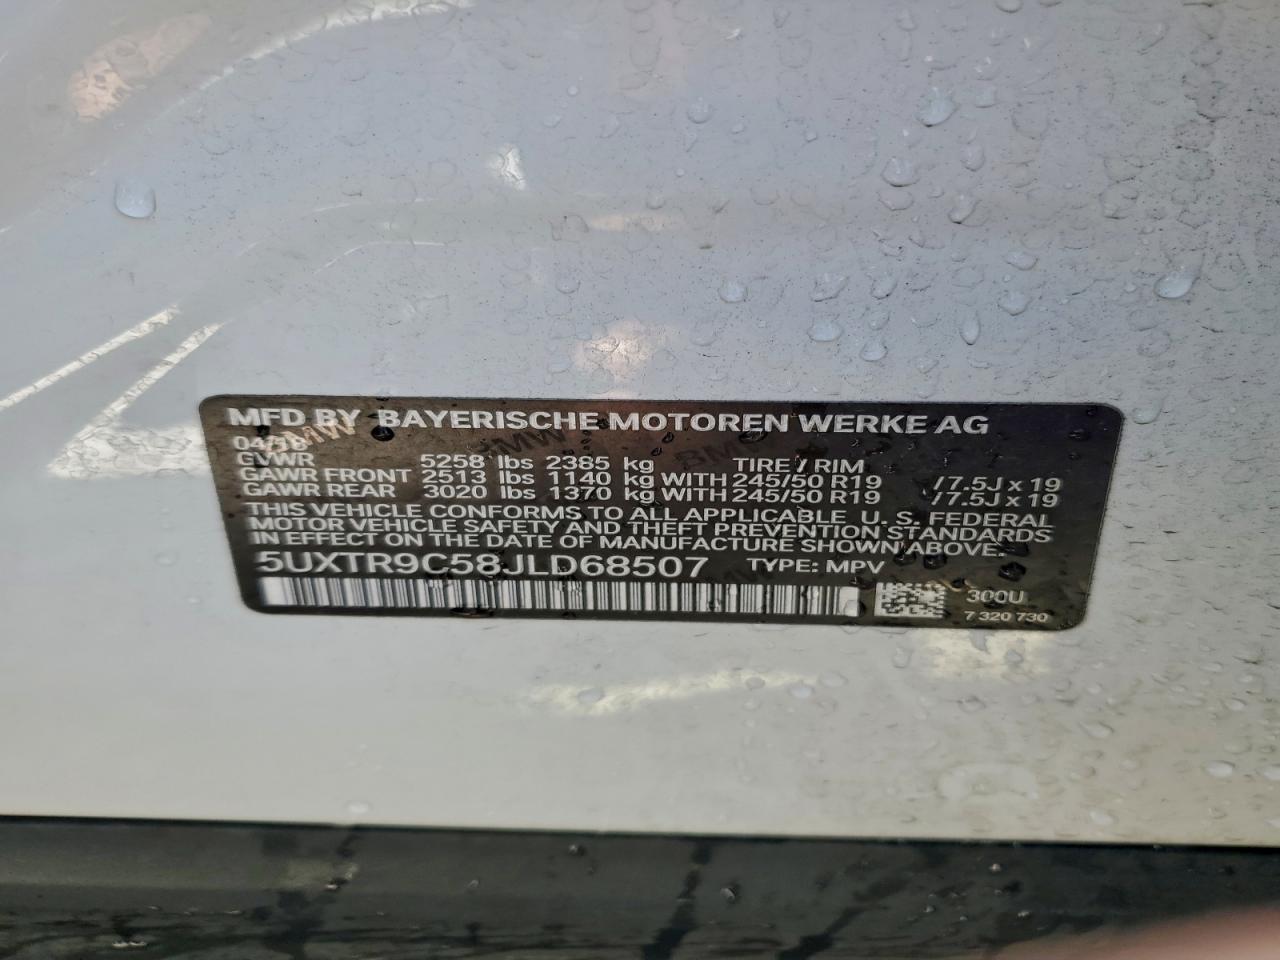 MFD BY BAYERISCHE MOTOREN WERKE AG
04/18
GVWR 5258 lbs 2385 kg TIRE / RIM
GAWR FRONT 2513 lbs 1140 kg WITH 245/50 R19 / 7.5J x 19
GAWR REAR 3020 lbs 1370 kg WITH 245/50 R19 / 7.5J x 19
THIS VEHICLE CONFORMS TO ALL APPLICABLE U. S. FEDERAL
MOTOR VEHICLE SAFETY AND THEFT PREVENTION STANDARDS
IN EFFECT ON THE DATE OF MANUFACTURE SHOWN ABOVE.
5UXTR9C58JLD68507 TYPE: MPV
300U
7 320 730